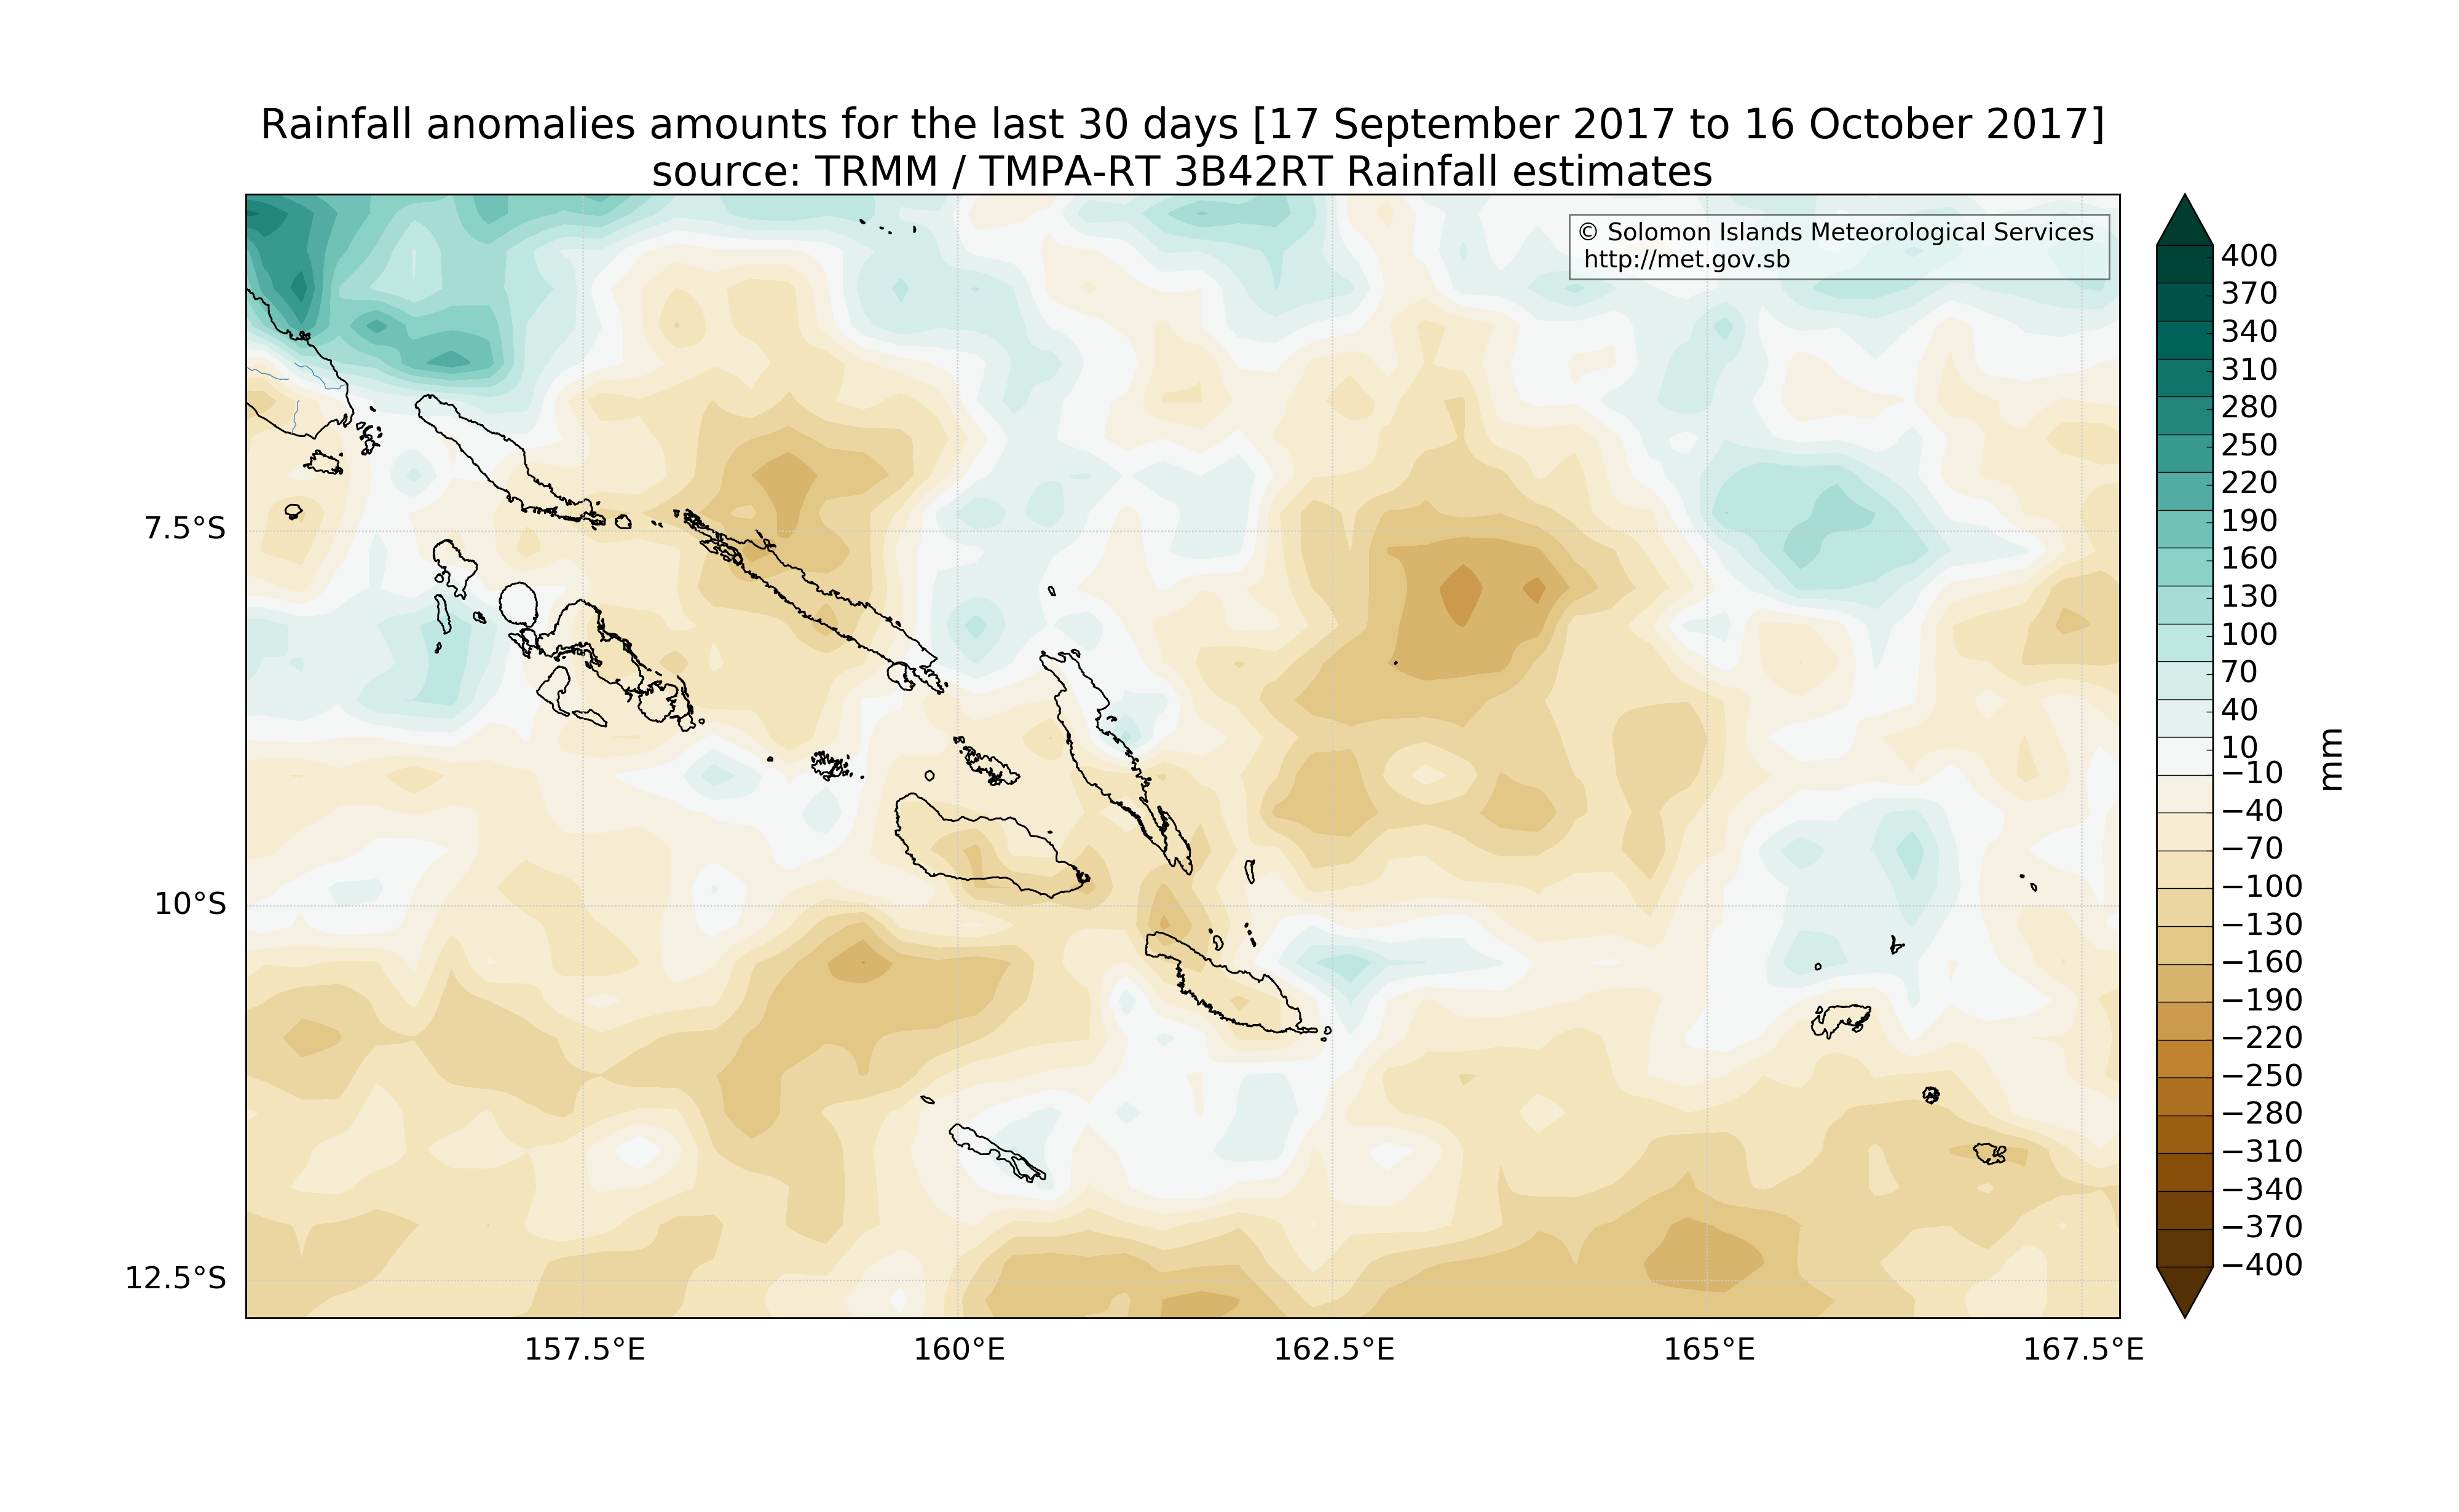 Rainfall anomalies amounts for the last 30 days [17 September 2017 to 16 October 2017]
source: TRMM / TMPA-RT 3B42RT Rainfall estimates
© Solomon Islands Meteorological Services
http://met.gov.sb
7.5°S
10°S
12.5°S
157.5°E
160°E
162.5°E
165°E
167.5°E
400
370
340
310
280
250
220
190
160
130
100
70
40
10
−10
−40
−70
−100
−130
−160
−190
−220
−250
−280
−310
−340
−370
−400
mm